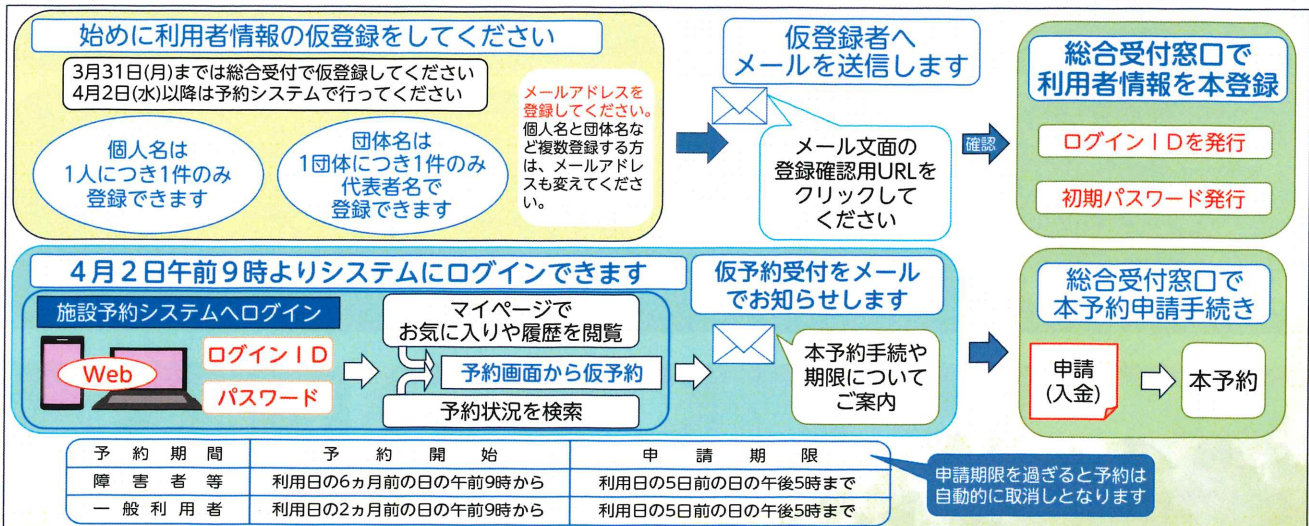 始めに利用者情報の仮登録をしてください
3月31日(月)までは総合受付で仮登録してください
4月2日(水)以降は予約システムで行ってください
個人名は
1人につき1件のみ
登録できます
団体名は
1団体につき1件のみ
代表者名で
登録できます
メールアドレスを
登録してください。
個人名と団体名な
ど複数登録する方
は、メールアドレ
スも変えてくださ
い。
仮登録者へ
メールを送信します
メール文面の
登録確認用URLを
クリックして
ください
確認
総合受付窓口で
利用者情報を本登録
ログインIDを発行
初期パスワード発行
4月2日午前9時よりシステムにログインできます
施設予約システムへログイン
Web
ログインID
パスワード
マイページで
お気に入りや履歴を閲覧
予約画面から仮予約
予約状況を検索
仮予約受付をメール
でお知らせします
本予約手続や
期限について
ご案内
総合受付窓口で
本予約申請手続き
申請
(入金)
本予約
予約期間 予約開始 申請期限
障害者等 利用日の6ヵ月前の日の午前9時から 利用日の5日前の日の午後5時まで
一般利用者 利用日の2ヵ月前の日の午前9時から 利用日の5日前の日の午後5時まで
申請期限を過ぎると予約は
自動的に取消しとなります